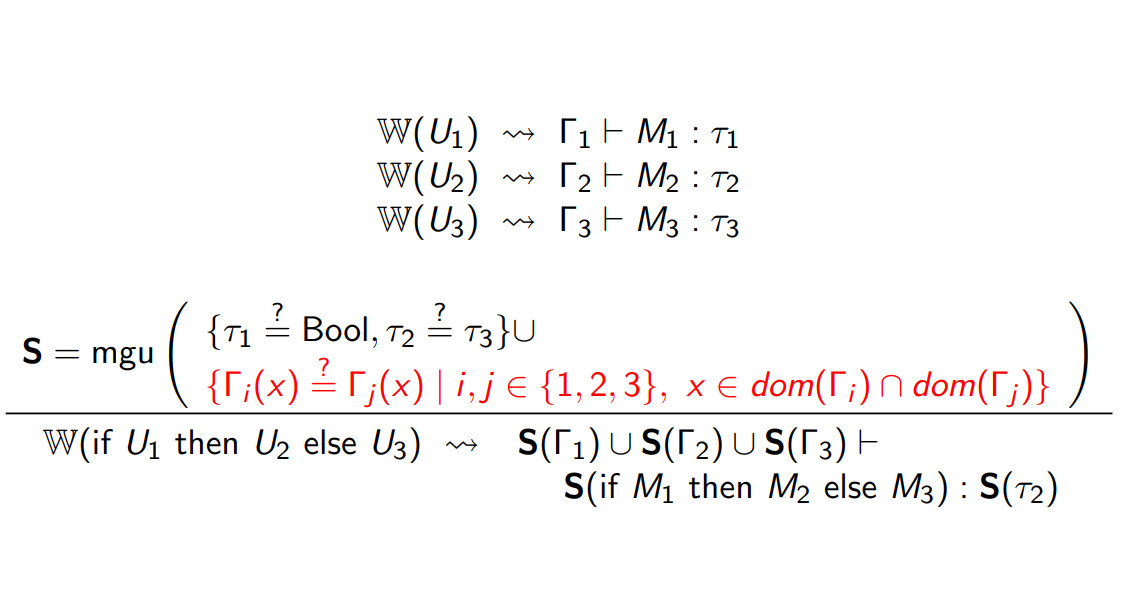 𝕎(U₁) ⇝ Γ₁ ⊢ M₁ : τ₁
𝕎(U₂) ⇝ Γ₂ ⊢ M₂ : τ₂
𝕎(U₃) ⇝ Γ₃ ⊢ M₃ : τ₃
S = mgu ( {τ₁ ≟ Bool, τ₂ ≟ τ₃}∪
{Γᵢ(x) ≟ Γⱼ(x) | i, j ∈ {1, 2, 3}, x ∈ dom(Γᵢ) ∩ dom(Γⱼ)} )
𝕎(if U₁ then U₂ else U₃) ⇝ S(Γ₁) ∪ S(Γ₂) ∪ S(Γ₃) ⊢
S(if M₁ then M₂ else M₃) : S(τ₂)